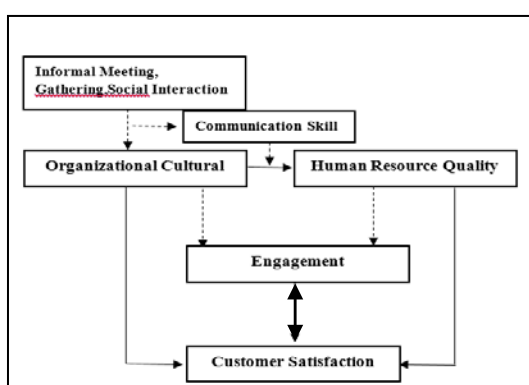 Informal Meeting,
Gathering,Social Interaction
Communication Skill
Organizational Cultural
Human Resource Quality
Engagement
Customer Satisfaction